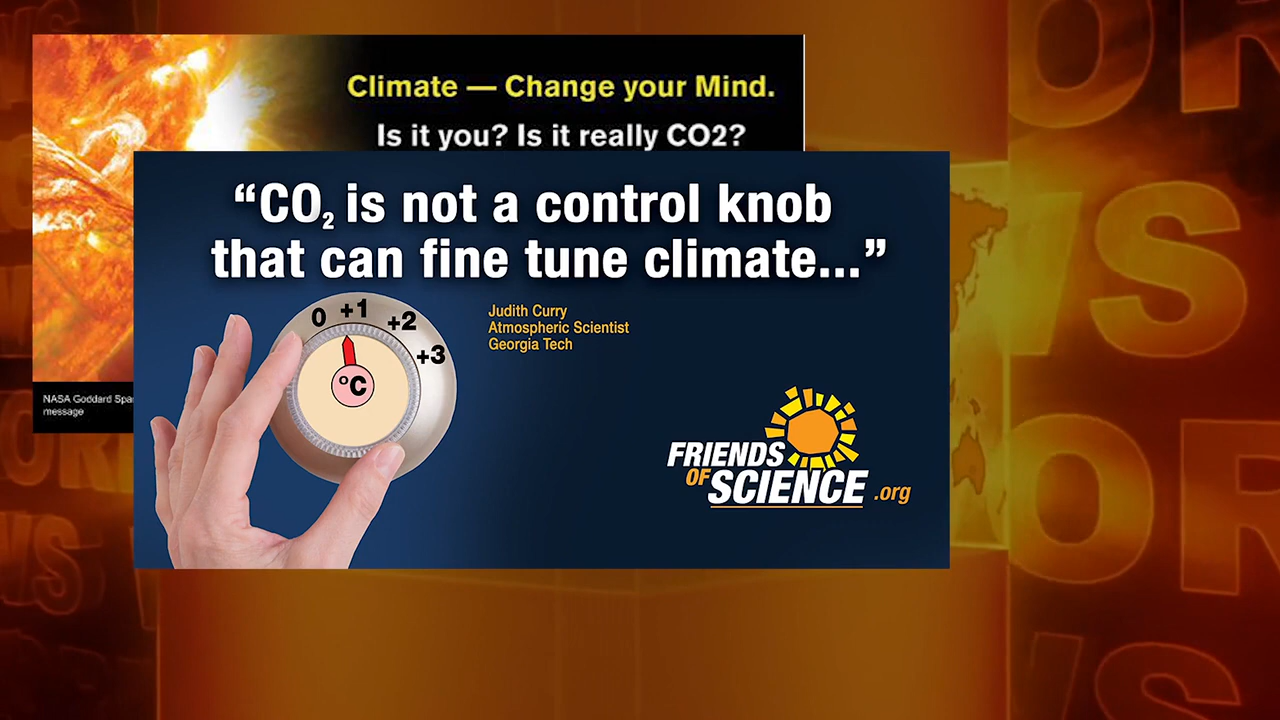 Climate — Change your Mind.
Is it you? Is it really CO2?
“CO₂ is not a control knob
that can fine tune climate...”
0 +1 +2 +3
°C
Judith Curry
Atmospheric Scientist
Georgia Tech
NASA Goddard
message
FRIENDS
OF
SCIENCE .org